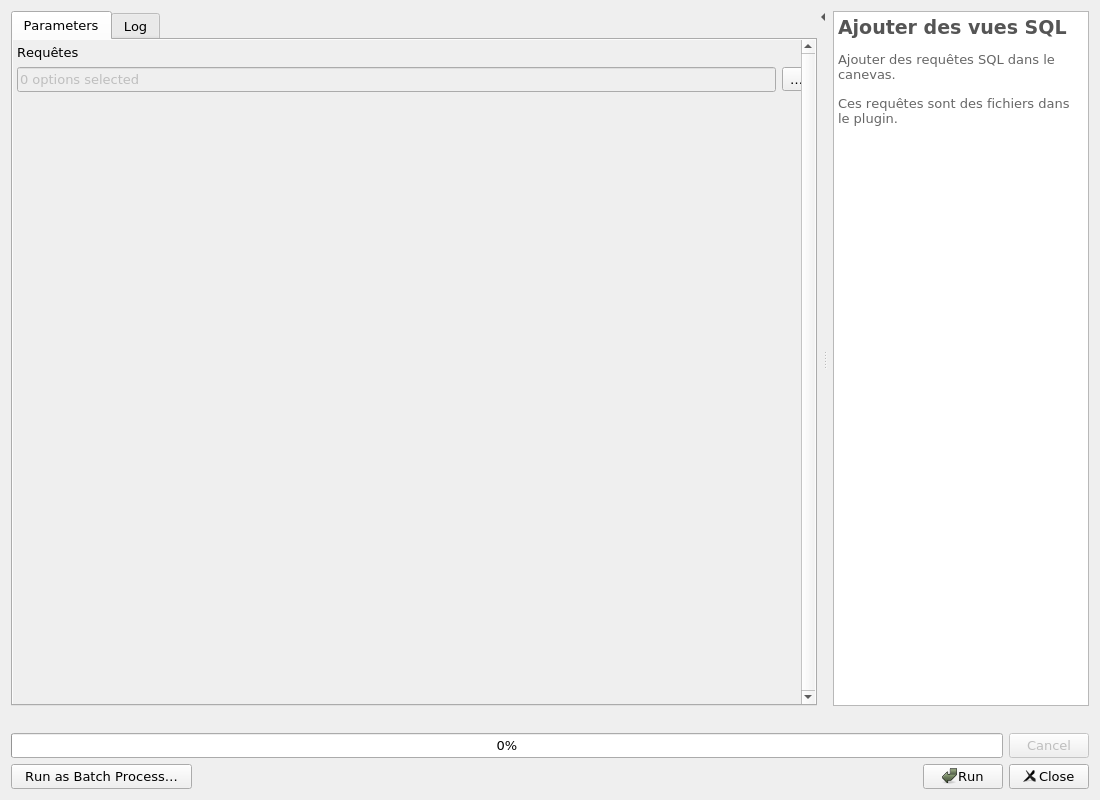 Parameters
Log
Requêtes
0 options selected
...
Ajouter des vues SQL
Ajouter des requêtes SQL dans le
canevas.
Ces requêtes sont des fichiers dans
le plugin.
0%
Cancel
Run as Batch Process...
Run
Close